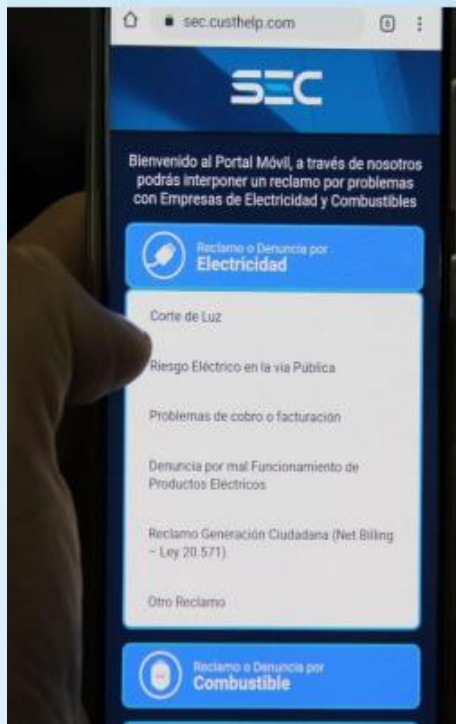 sec.custhelp.com
SEC
Bienvenido al Portal Móvil, a través de nosotros
podrás interponer un reclamo por problemas
con Empresas de Electricidad y Combustibles
Reclamo o Denuncia por
Electricidad
Corte de Luz
Riesgo Eléctrico en la vía Pública
Problemas de cobro o facturación
Denuncia por mal Funcionamiento de
Productos Eléctricos
Reclamo Generación Ciudadana (Net Billing
– Ley 20.571)
Otro Reclamo
Reclamo o Denuncia por
Combustible